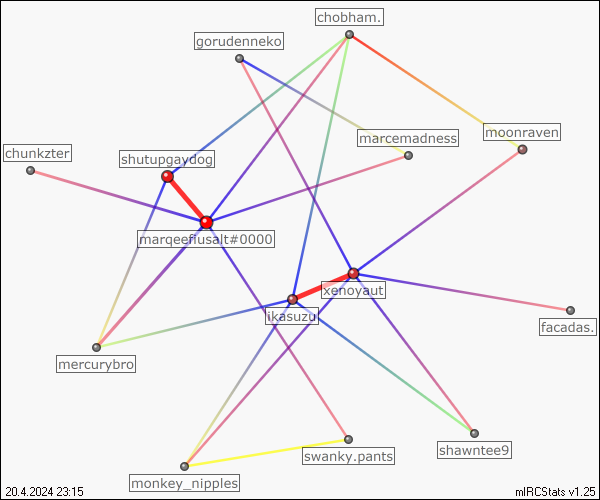 chobham.
gorudenneko
marcemadness
moonraven
chunkzter
shutupgaydog
marqeeflusalt#0000
xenoyaut
ikasuzu
facadas.
mercurybro
swanky.pants
shawntee9
monkey_nipples
20.4.2024 23:15
mIRCStats v1.25